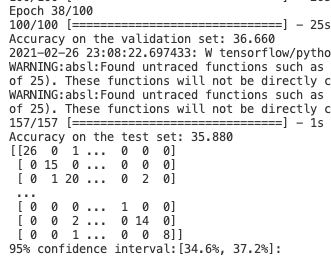 Epoch 38/100
100/100 [==============================] - 25s
Accuracy on the validation set: 36.660
2021-02-26 23:08:22.697433: W tensorflow/pytho
WARNING:absl:Found untraced functions such as
of 25). These functions will not be directly c
WARNING:absl:Found untraced functions such as
of 25). These functions will not be directly c
157/157 [==============================] - 1s
Accuracy on the test set: 35.880
[[26  0  1 ...  0  0  0]
 [ 0 15  0 ...  0  0  0]
 [ 0  1 20 ...  0  2  0]
 ...
 [ 0  0  0 ...  1  0  0]
 [ 0  0  2 ...  0 14  0]
 [ 0  0  1 ...  0  0  8]]
95% confidence interval:[34.6%, 37.2%]: